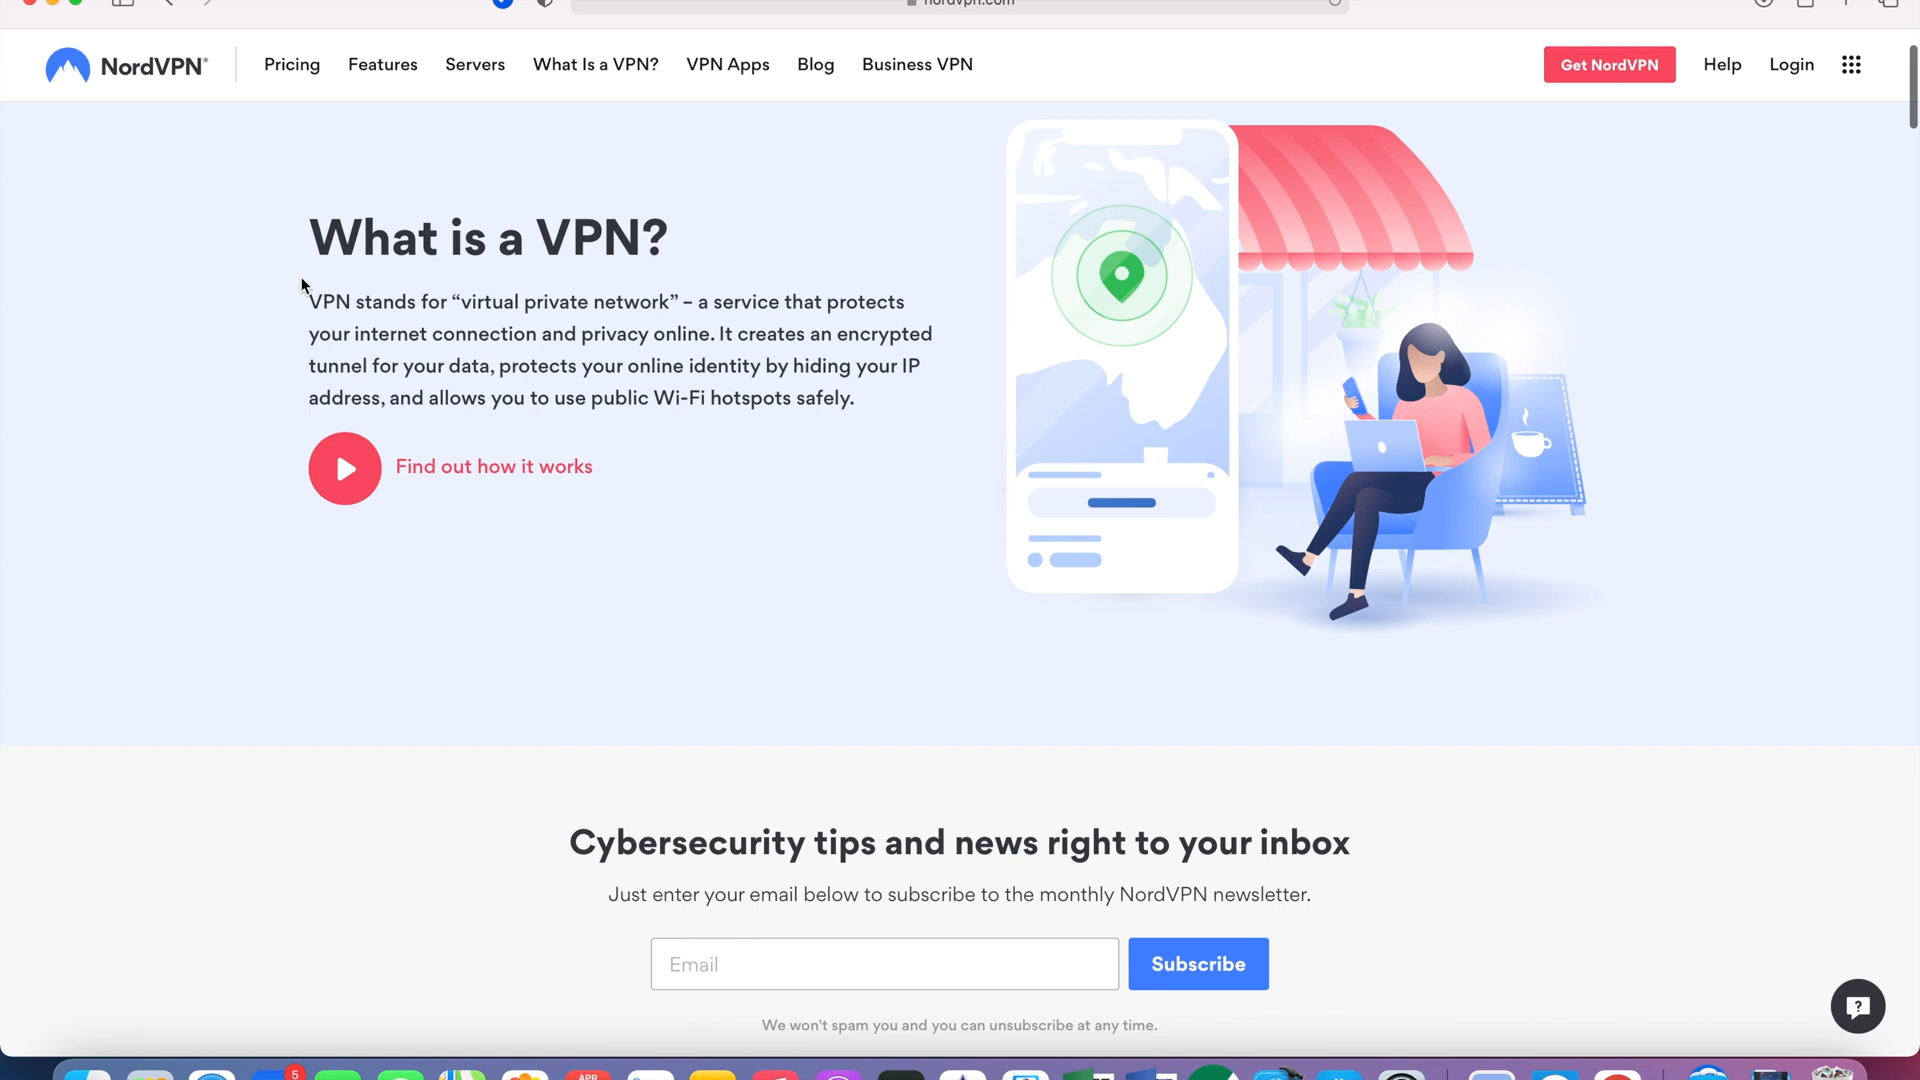 nordvpn.com
NordVPN®
Pricing Features Servers What Is a VPN? VPN Apps Blog Business VPN
Get NordVPN Help Login
What is a VPN?
VPN stands for “virtual private network” – a service that protects
your internet connection and privacy online. It creates an encrypted
tunnel for your data, protects your online identity by hiding your IP
address, and allows you to use public Wi-Fi hotspots safely.
Find out how it works
Cybersecurity tips and news right to your inbox
Just enter your email below to subscribe to the monthly NordVPN newsletter.
Email Subscribe
We won't spam you and you can unsubscribe at any time.
?
5
APR